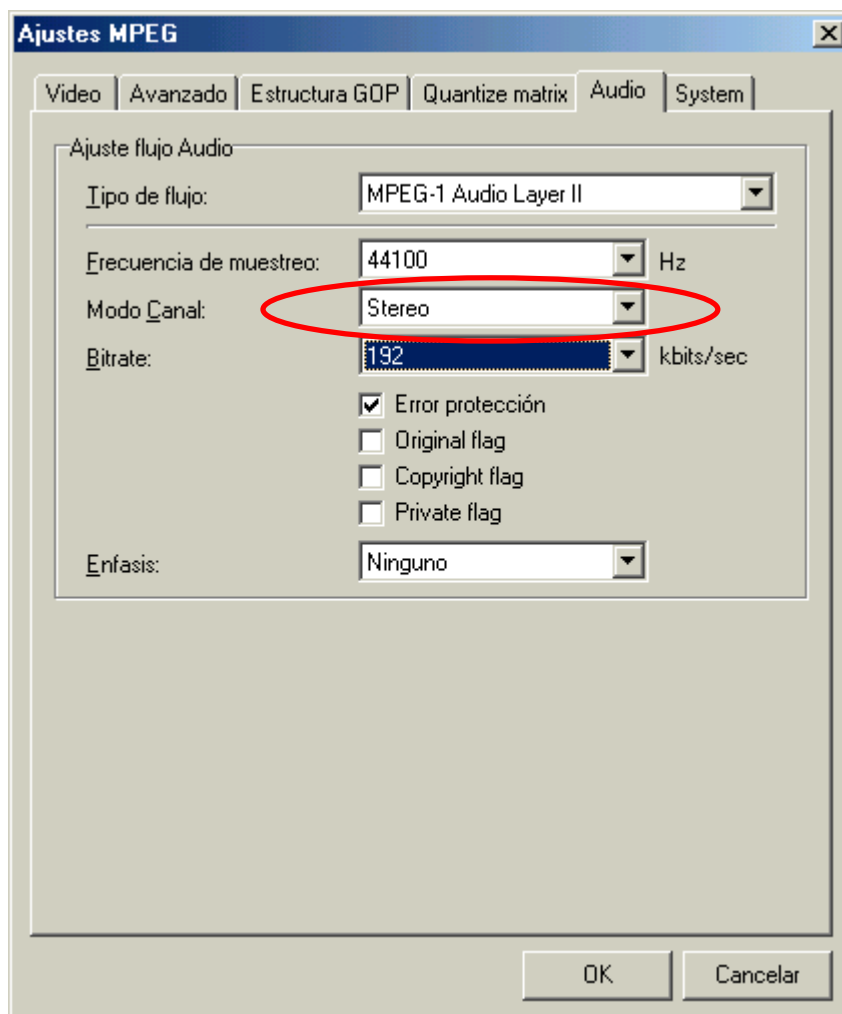 Ajustes MPEG
Video Avanzado Estructura GOP Quantize matrix Audio System
Ajuste flujo Audio
Tipo de flujo: MPEG-1 Audio Layer II
Frecuencia de muestreo: 44100 Hz
Modo Canal: Stereo
Bitrate: 192 kbits/sec
Error protección
Original flag
Copyright flag
Private flag
Enfasis: Ninguno
OK Cancelar